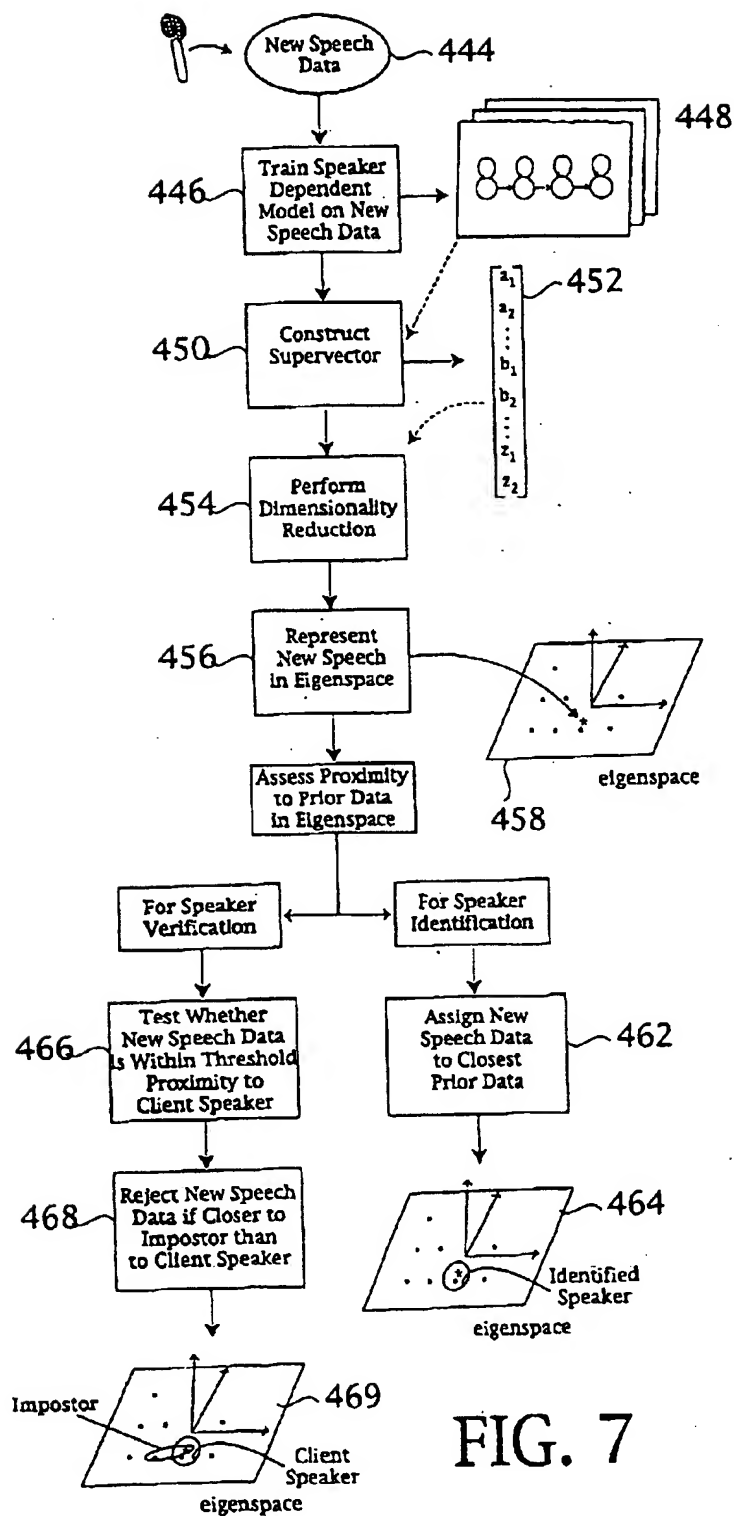 New Speech
Data
444
448
446
Train Speaker
Dependent
Model on New
Speech Data
a1
a2
b1
b2
z1
z2
452
450
Construct
Supervector
454
Perform
Dimensionality
Reduction
456
Represent
New Speech
in Eigenspace
eigenspace
458
Assess Proximity
to Prior Data
in Eigenspace
For Speaker
Verification
For Speaker
Identification
466
Test Whether
New Speech Data
is Within Threshold
Proximity to
Client Speaker
Assign New
Speech Data
to Closest
Prior Data
462
468
Reject New Speech
Data if Closer to
Impostor than
to Client Speaker
464
Identified
Speaker
eigenspace
Impostor
469
Client
Speaker
eigenspace
FIG. 7